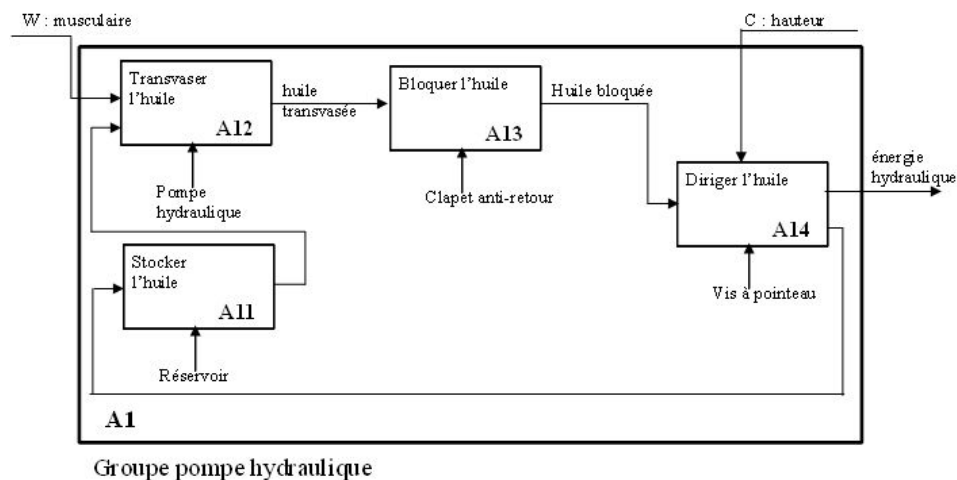 W : musculaire
C : hauteur
Transvaser
l'huile
A12
huile
transvasée
Bloquer l'huile
A13
Huile bloquée
Diriger l'huile
A14
énergie
hydraulique
Pompe
hydraulique
Clapet anti-retour
Vis à pointeau
Stocker
l'huile
A11
Réservoir
A1
Groupe pompe hydraulique